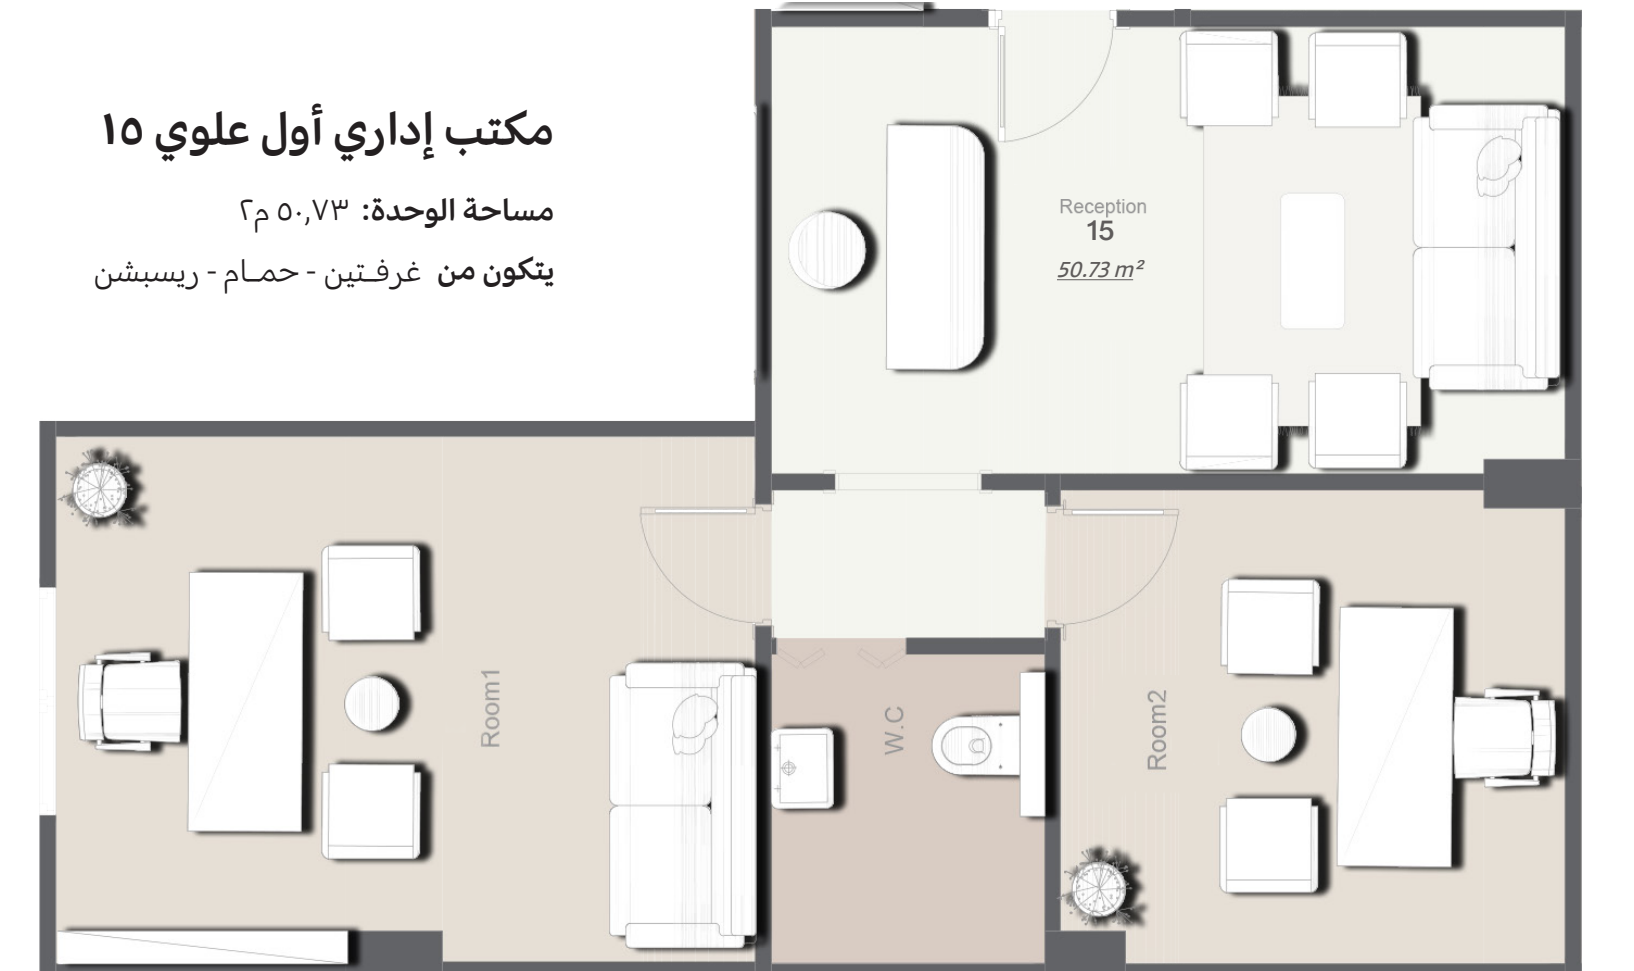 مكتب إداري أول علوي ١٥
مساحة الوحدة: ٥٠,٧٣ م٢
يتكون من غرفـتين - حمـام - ريسبشن
Reception
15
50.73 m²
Room1
W.C
Room2